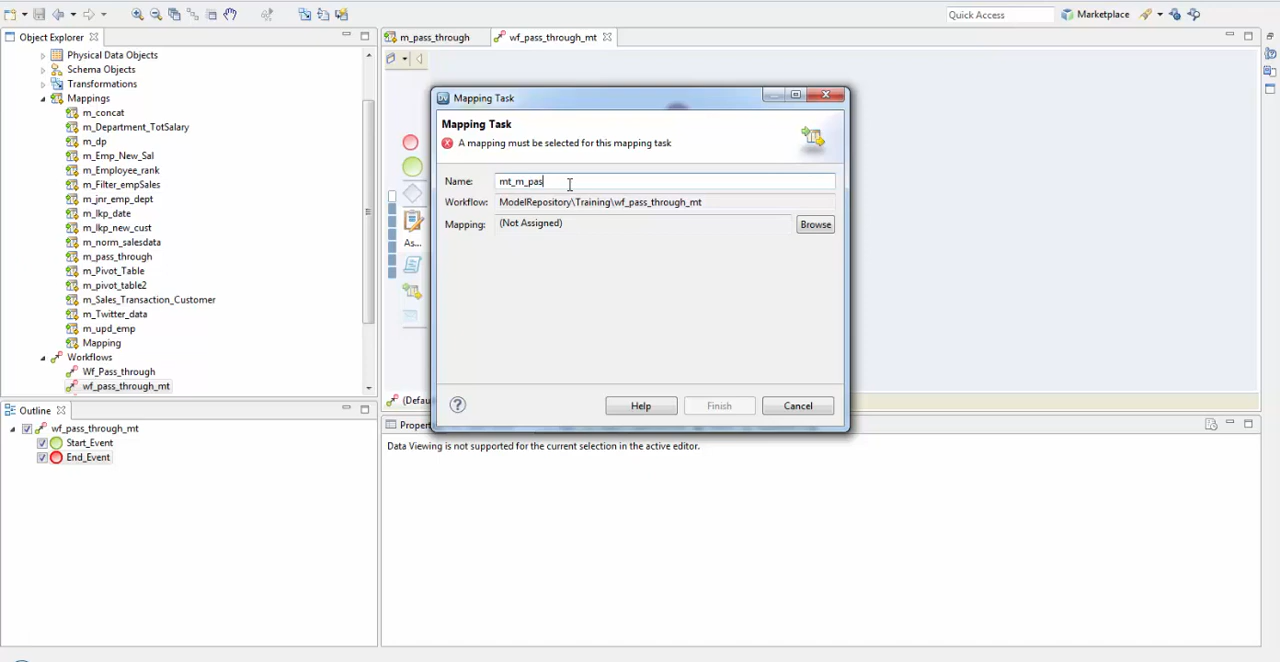 Quick Access
Marketplace
Object Explorer
Physical Data Objects
Schema Objects
Transformations
Mappings
m_concat
m_Department_TotSalary
m_dp
m_Emp_New_Sal
m_Employee_rank
m_Filter_empSales
m_jnr_emp_dept
m_lkp_date
m_lkp_new_cust
m_norm_salesdata
m_pass_through
m_Pivot_Table
m_pivot_table2
m_Sales_Transaction_Customer
m_Twitter_data
m_upd_emp
Mapping
Workflows
Wf_Pass_through
wf_pass_through_mt
Outline
wf_pass_through_mt
Start_Event
End_Event
m_pass_through
wf_pass_through_mt
As...
Mapping Task
Mapping Task
A mapping must be selected for this mapping task
Name: mt_m_pas
Workflow: ModelRepository\Training\wf_pass_through_mt
Mapping: (Not Assigned)
Browse
Help
Finish
Cancel
(Defau
Propert
Data Viewing is not supported for the current selection in the active editor.